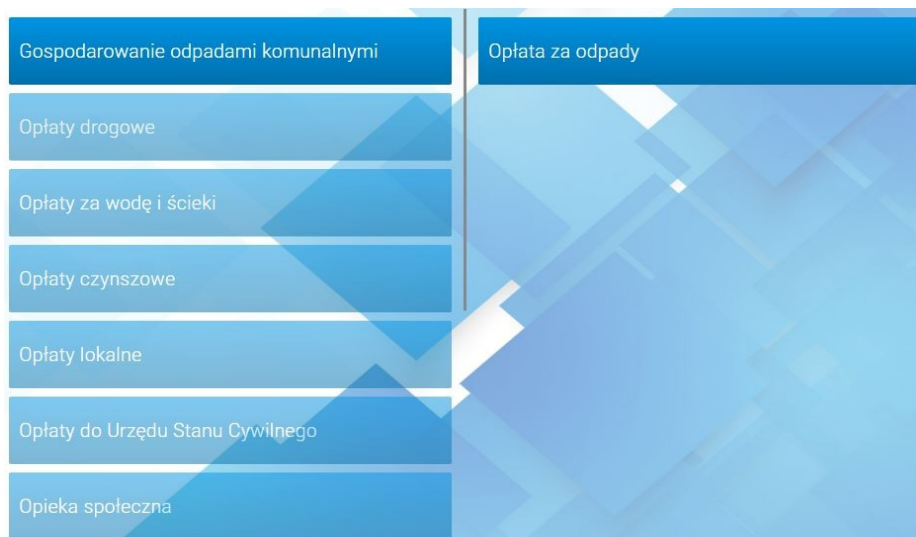 Gospodarowanie odpadami komunalnymi
Opłaty drogowe
Opłaty za wodę i ścieki
Opłaty czynszowe
Opłaty lokalne
Opłaty do Urzędu Stanu Cywilnego
Opieka społeczna
Opłata za odpady